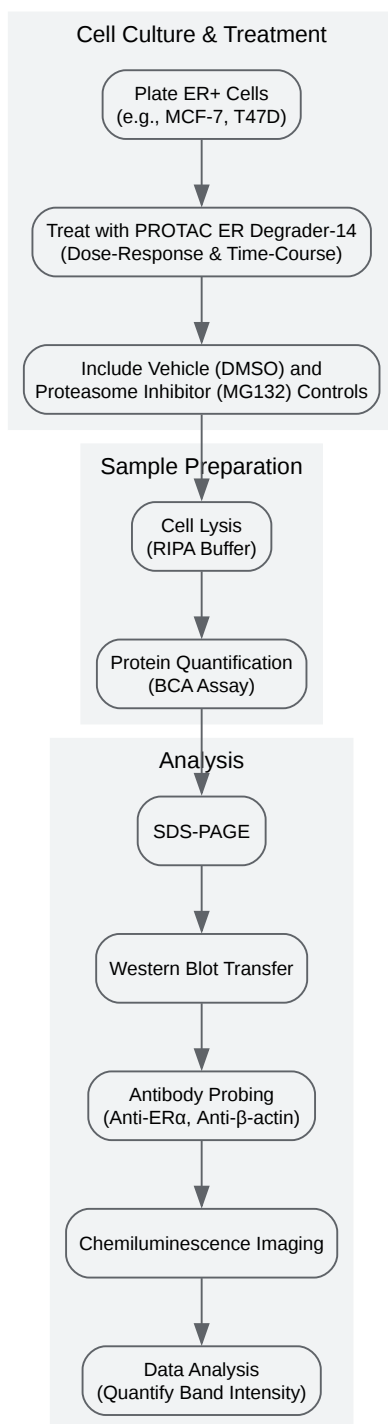 Cell Culture & Treatment
Plate ER+ Cells
(e.g., MCF-7, T47D)
Treat with PROTAC ER Degrader-14
(Dose-Response & Time-Course)
Include Vehicle (DMSO) and
Proteasome Inhibitor (MG132) Controls
Sample Preparation
Cell Lysis
(RIPA Buffer)
Protein Quantification
(BCA Assay)
Analysis
SDS-PAGE
Western Blot Transfer
Antibody Probing
(Anti-ERα, Anti-β-actin)
Chemiluminescence Imaging
Data Analysis
(Quantify Band Intensity)